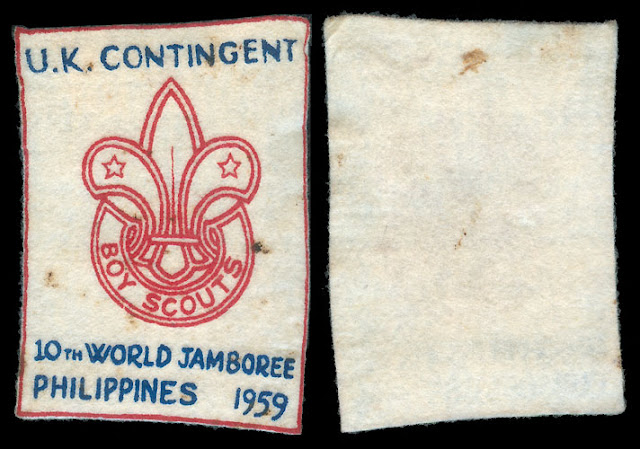 U.K. CONTINGENT
BOY SCOUTS
10TH WORLD JAMBOREE
PHILIPPINES 1959